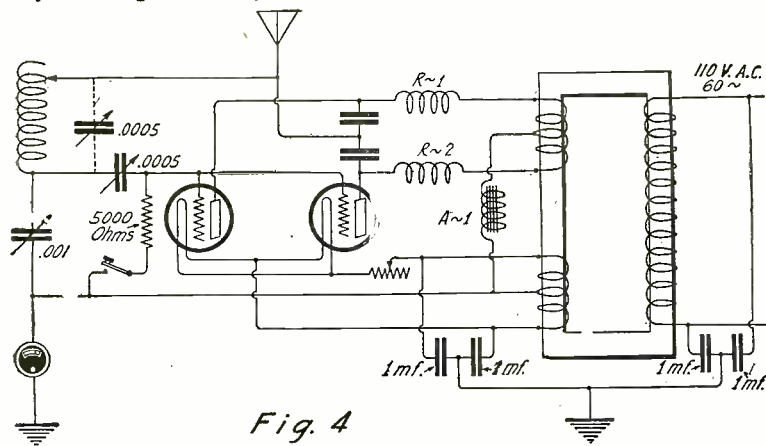 110 V. A.C.
60~
R~1
.0005
.0005
R~2
5000
Ohms
A~1
.001
1 mf.
1 mf.
1 mf.
1 mf.
Fig. 4